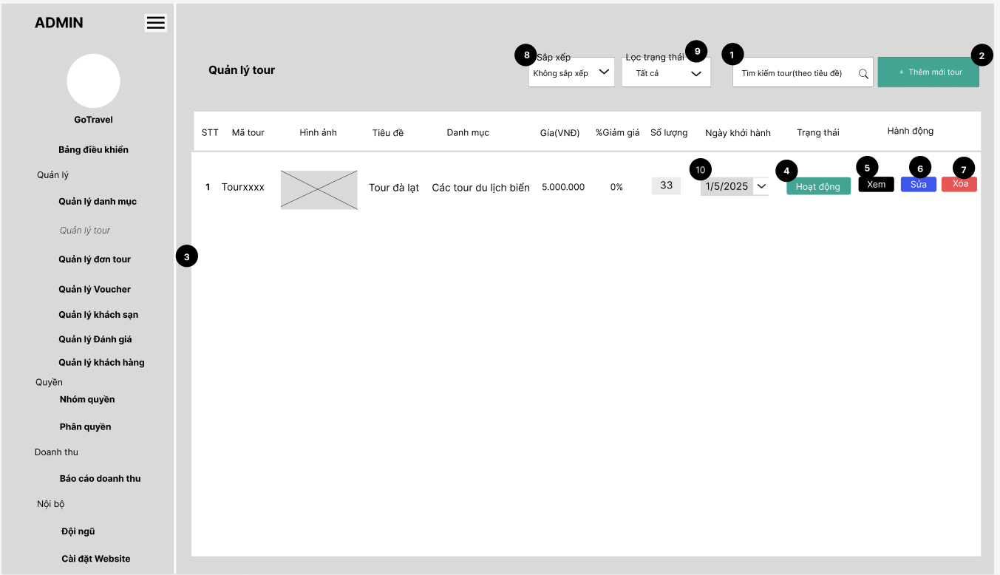 ADMIN
GoTravel
Bảng điều khiển
Quản lý
Quản lý danh mục
Quản lý tour
Quản lý đơn tour
Quản lý Voucher
Quản lý khách sạn
Quản lý Đánh giá
Quản lý khách hàng
Quyền
Nhóm quyền
Phân quyền
Doanh thu
Báo cáo doanh thu
Nội bộ
Đội ngũ
Cài đặt Website
3
Quản lý tour
8 Sắp xếp
Không sắp xếp
Lọc trạng thái 9
Tất cả
1
Tìm kiếm tour(theo tiêu đề)
2
+ Thêm mới tour
STT Mã tour Hình ảnh Tiêu đề Danh mục Gía(VNĐ) %Giảm giá Số lượng Ngày khởi hành Trạng thái Hành động
10 4 5 6 7
1 Tourxxxx Tour đà lạt Các tour du lịch biển 5.000.000 0% 33 1/5/2025 Hoạt động Xem Sửa Xóa